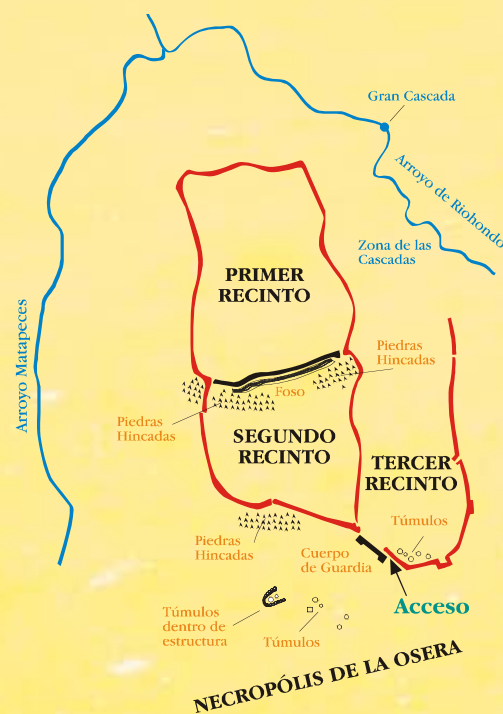 Gran Cascada
Arroyo de Riohondo
Zona de las
Cascadas
Arroyo Matapeces
PRIMER
RECINTO
Piedras
Hincadas
Foso
Piedras
Hincadas
SEGUNDO
RECINTO
TERCER
RECINTO
Túmulos
Piedras
Hincadas
Cuerpo
de Guardia
Acceso
Túmulos
dentro de
estructura
Túmulos
NECROPÓLIS DE LA OSERA